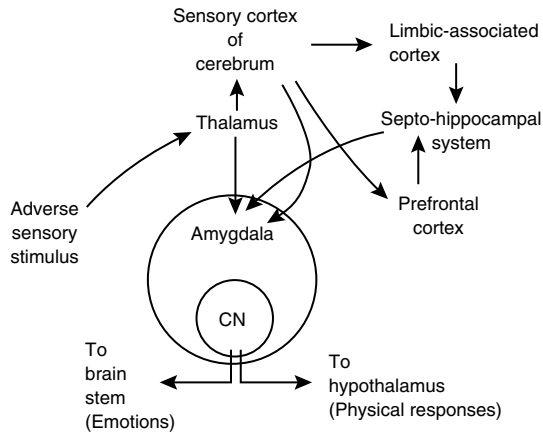 Sensory cortex
of
cerebrum
Limbic-associated
cortex
Thalamus
Septo-hippocampal
system
Adverse
sensory
stimulus
Prefrontal
cortex
Amygdala
CN
To
brain
stem
(Emotions)
To
hypothalamus
(Physical responses)